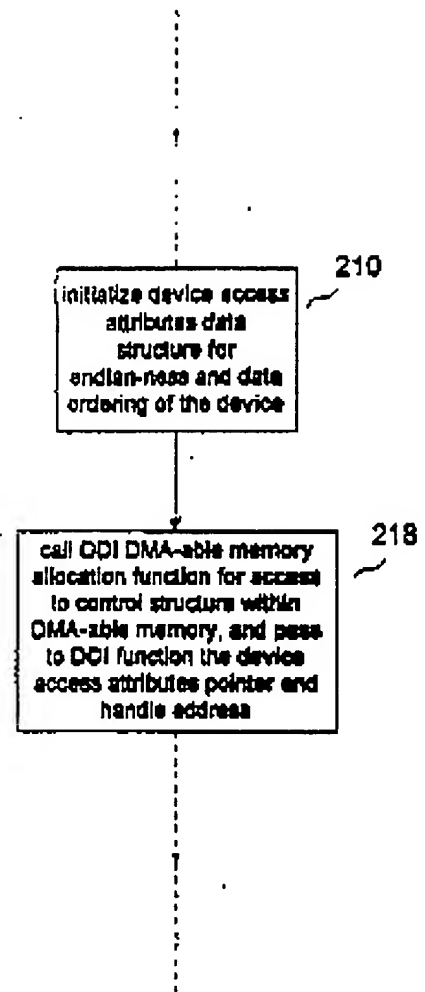 210
initialize device access
attributes data
structure for
endian-ness and data
ordering of the device
218
call DDI DMA-able memory
allocation function for access
to control structure within
DMA-able memory, and pass
to DDI function the device
access attributes pointer and
handle address